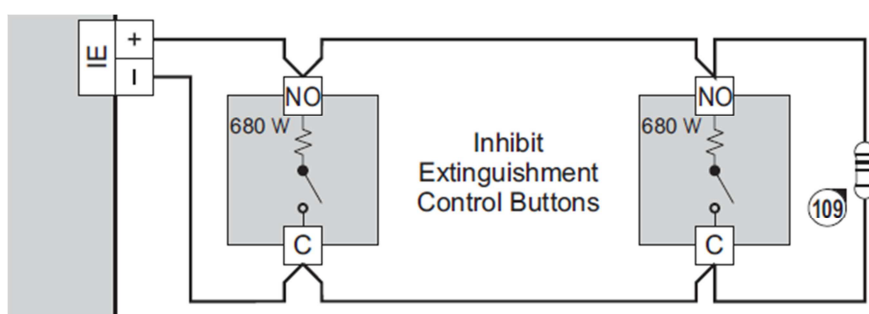 IE
+
–
NO
680 W
C
Inhibit
Extinguishment
Control Buttons
NO
680 W
C
109